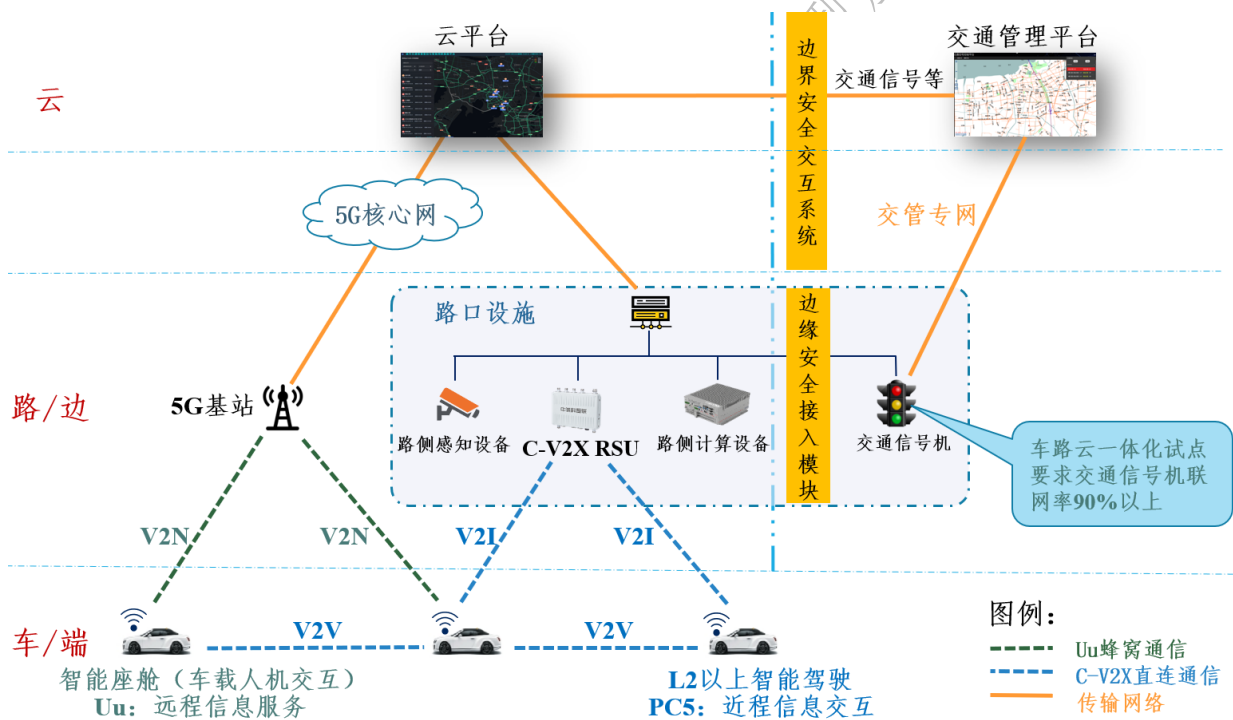 云平台
交通管理平台
边界安全交互系统
交通信号等
云
5G核心网
交管专网
路口设施
边缘安全接入模块
路/边
5G基站
路侧感知设备
C-V2X RSU
路侧计算设备
交通信号机
车路云一体化试点
要求交通信号机联
网率90%以上
V2N
V2N
V2I
V2I
车/端
V2V
V2V
智能座舱（车载人机交互）
Uu：远程信息服务
L2以上智能驾驶
PC5：近程信息交互
图例：
Uu蜂窝通信
C-V2X直连通信
传输网络